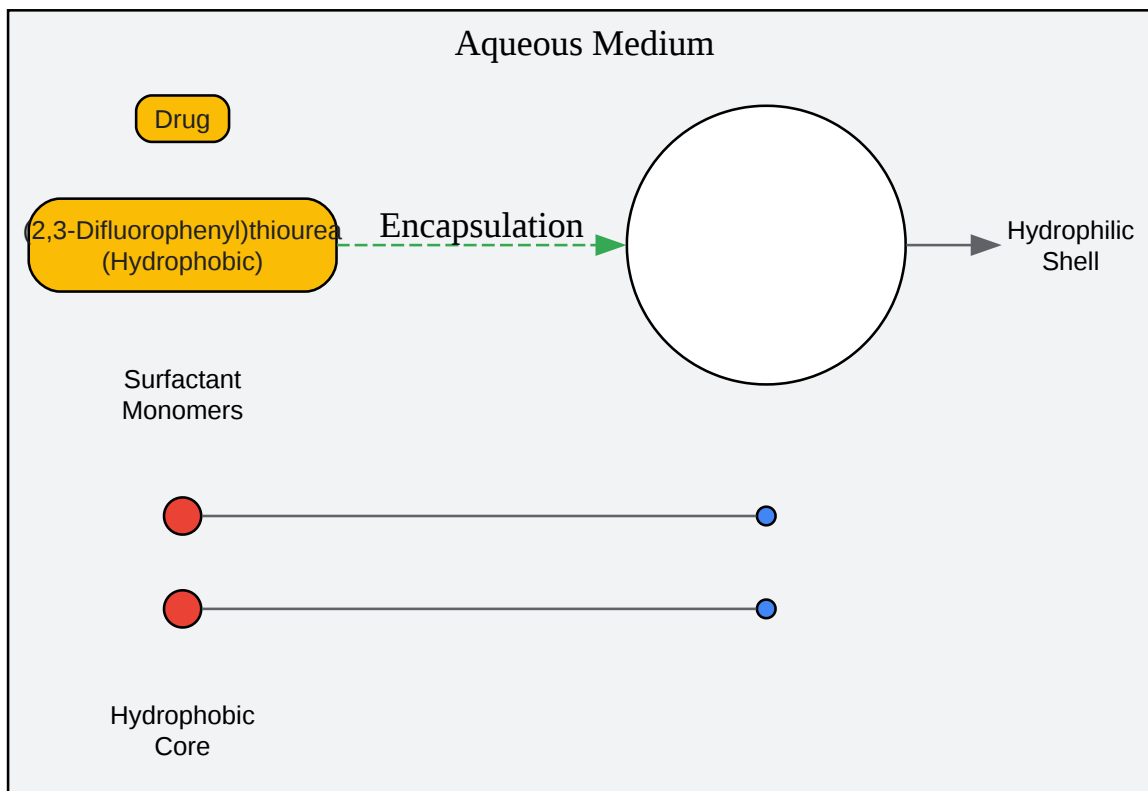 Aqueous Medium
Drug
(2,3-Difluorophenyl)thiourea
(Hydrophobic)
Encapsulation
Hydrophilic
Shell
Surfactant
Monomers
Hydrophobic
Core